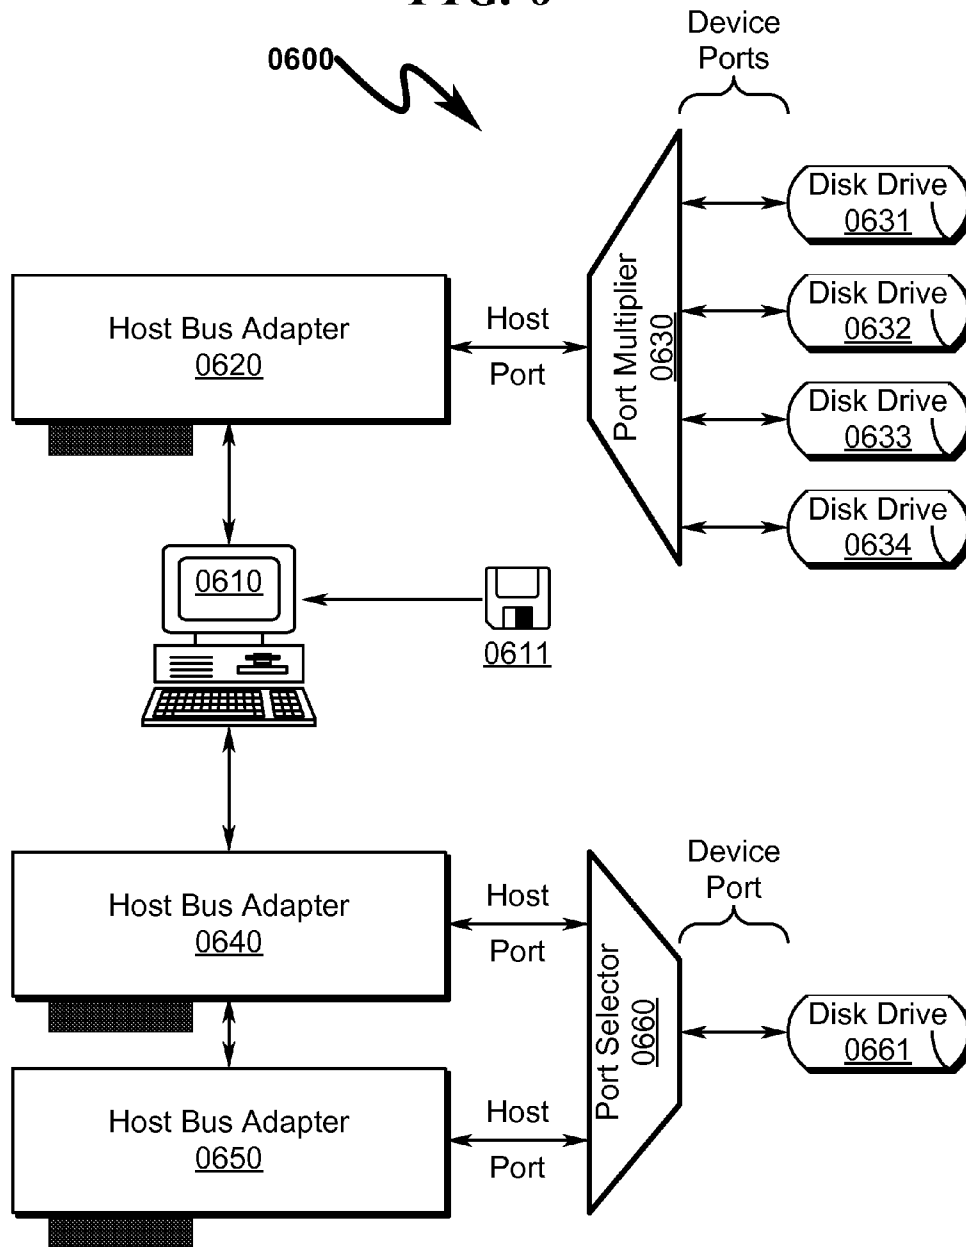 FIG. 6
0600
Device
Ports
Disk Drive
0631
Host Bus Adapter
0620
Host
Port
Port Multiplier
0630
Disk Drive
0632
Disk Drive
0633
Disk Drive
0634
0610
0611
Host Bus Adapter
0640
Host
Port
Device
Port
Port Selector
0660
Disk Drive
0661
Host Bus Adapter
0650
Host
Port